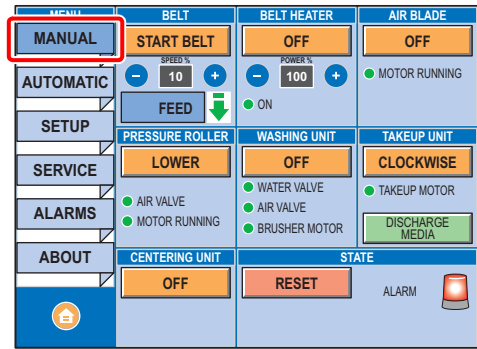 MENU
MANUAL
AUTOMATIC
SETUP
SERVICE
ALARMS
ABOUT
BELT
START BELT
SPEED %
10
FEED
BELT HEATER
OFF
POWER %
100
ON
AIR BLADE
OFF
MOTOR RUNNING
PRESSURE ROLLER
LOWER
AIR VALVE
MOTOR RUNNING
WASHING UNIT
OFF
WATER VALVE
AIR VALVE
BRUSHER MOTOR
TAKEUP UNIT
CLOCKWISE
TAKEUP MOTOR
DISCHARGE
MEDIA
CENTERING UNIT
OFF
STATE
RESET
ALARM